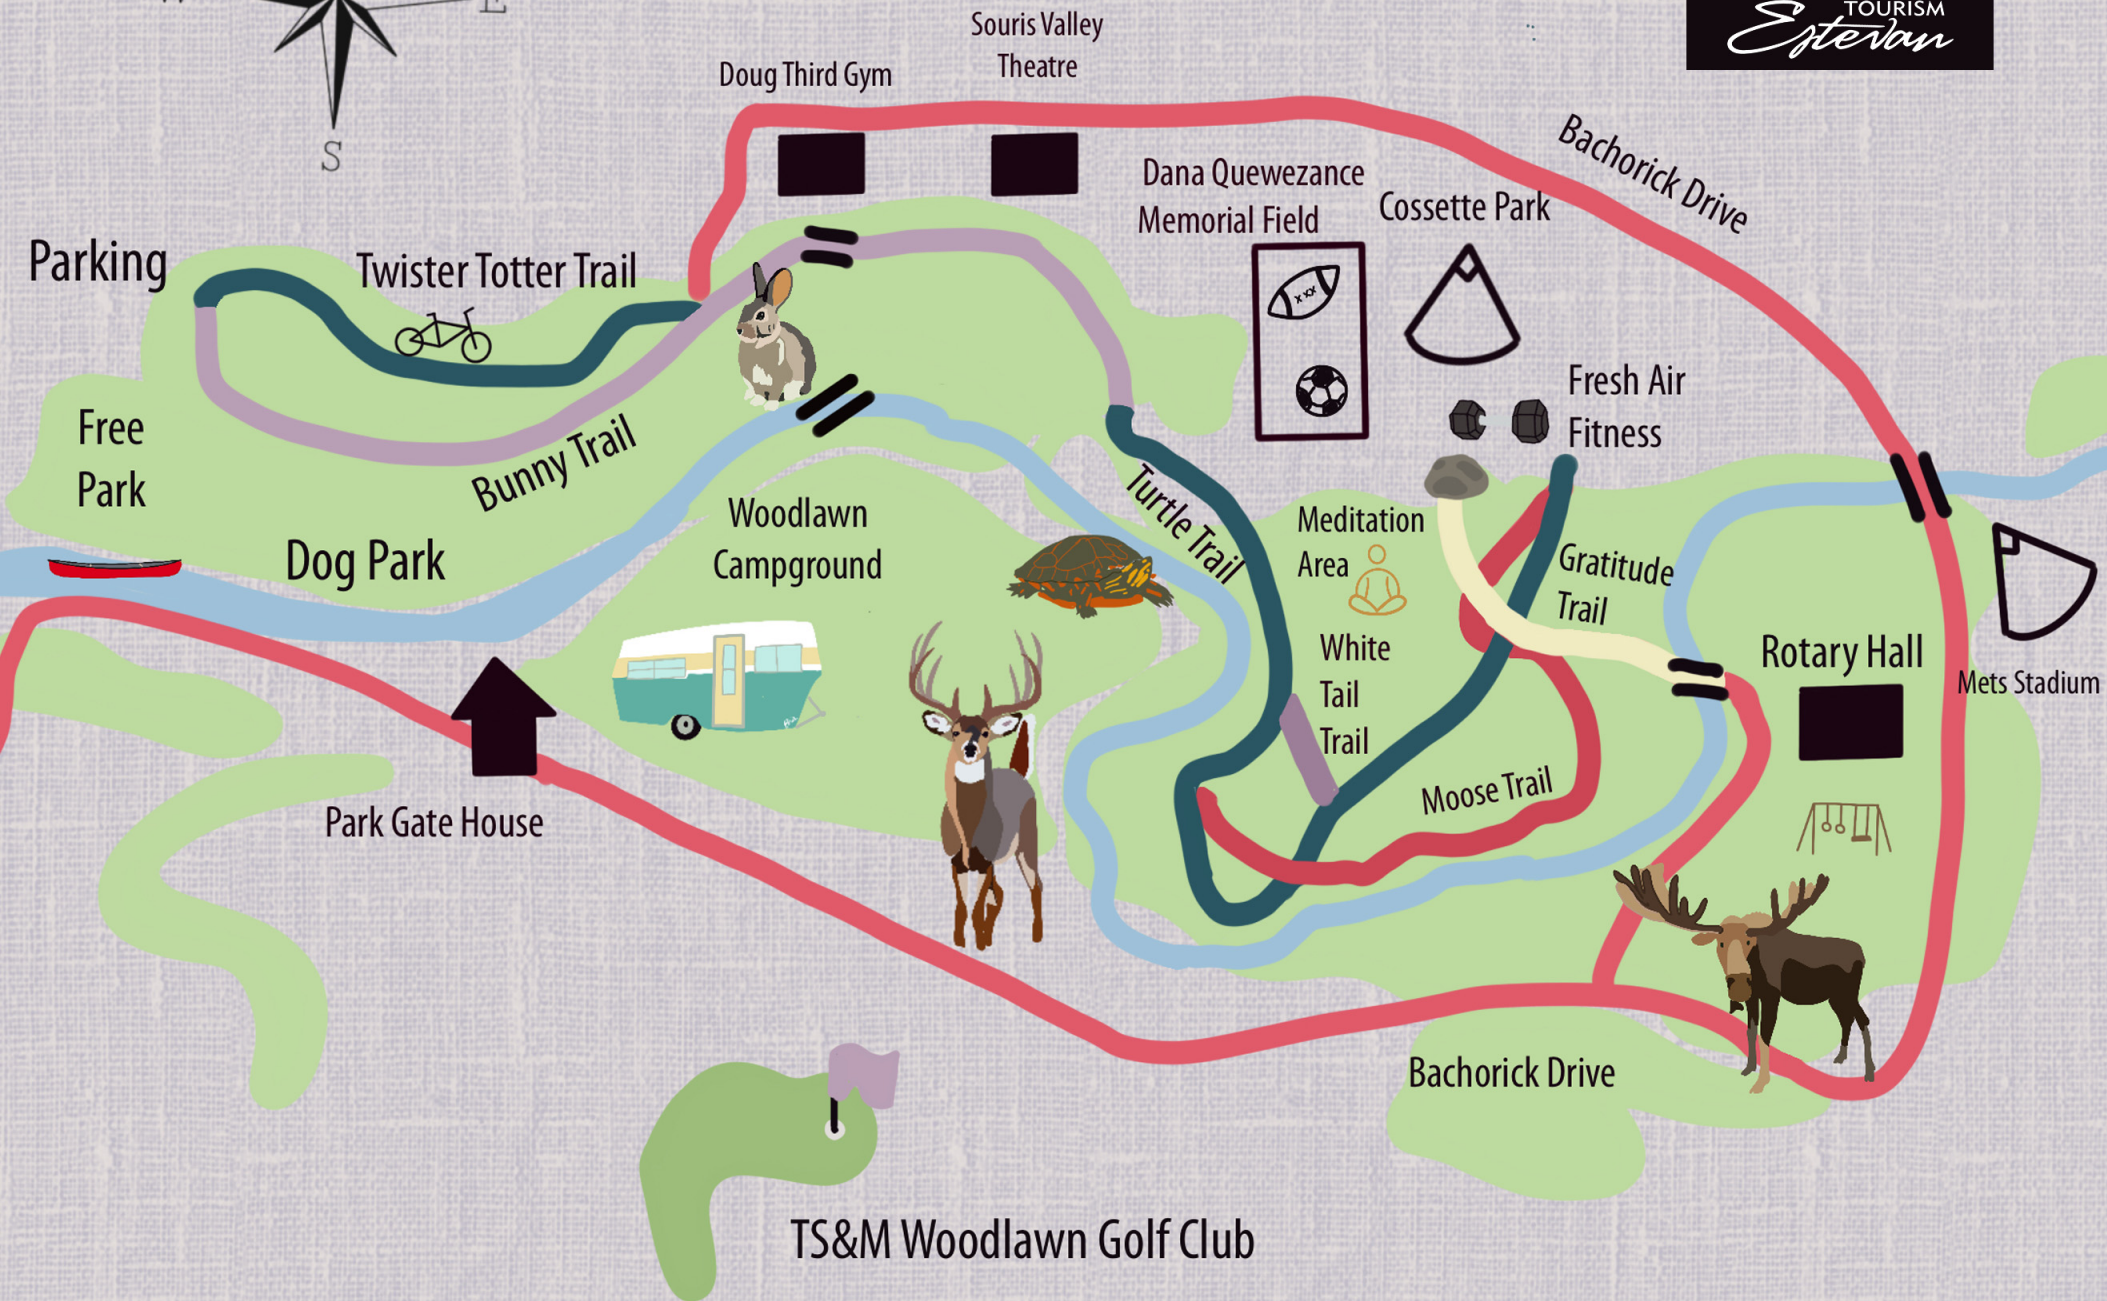 E
S
TOURISM
Estevan
Souris Valley
Theatre
Doug Third Gym
Bachorick Drive
Dana Quewezance
Memorial Field
Cossette Park
Parking
Twister Totter Trail
Fresh Air
Fitness
Free
Park
Bunny Trail
Turtle Trail
Woodlawn
Campground
Meditation
Area
Dog Park
Gratitude
Trail
White
Tail
Trail
Rotary Hall
Mets Stadium
Moose Trail
Park Gate House
Bachorick Drive
TS&M Woodlawn Golf Club
XXX